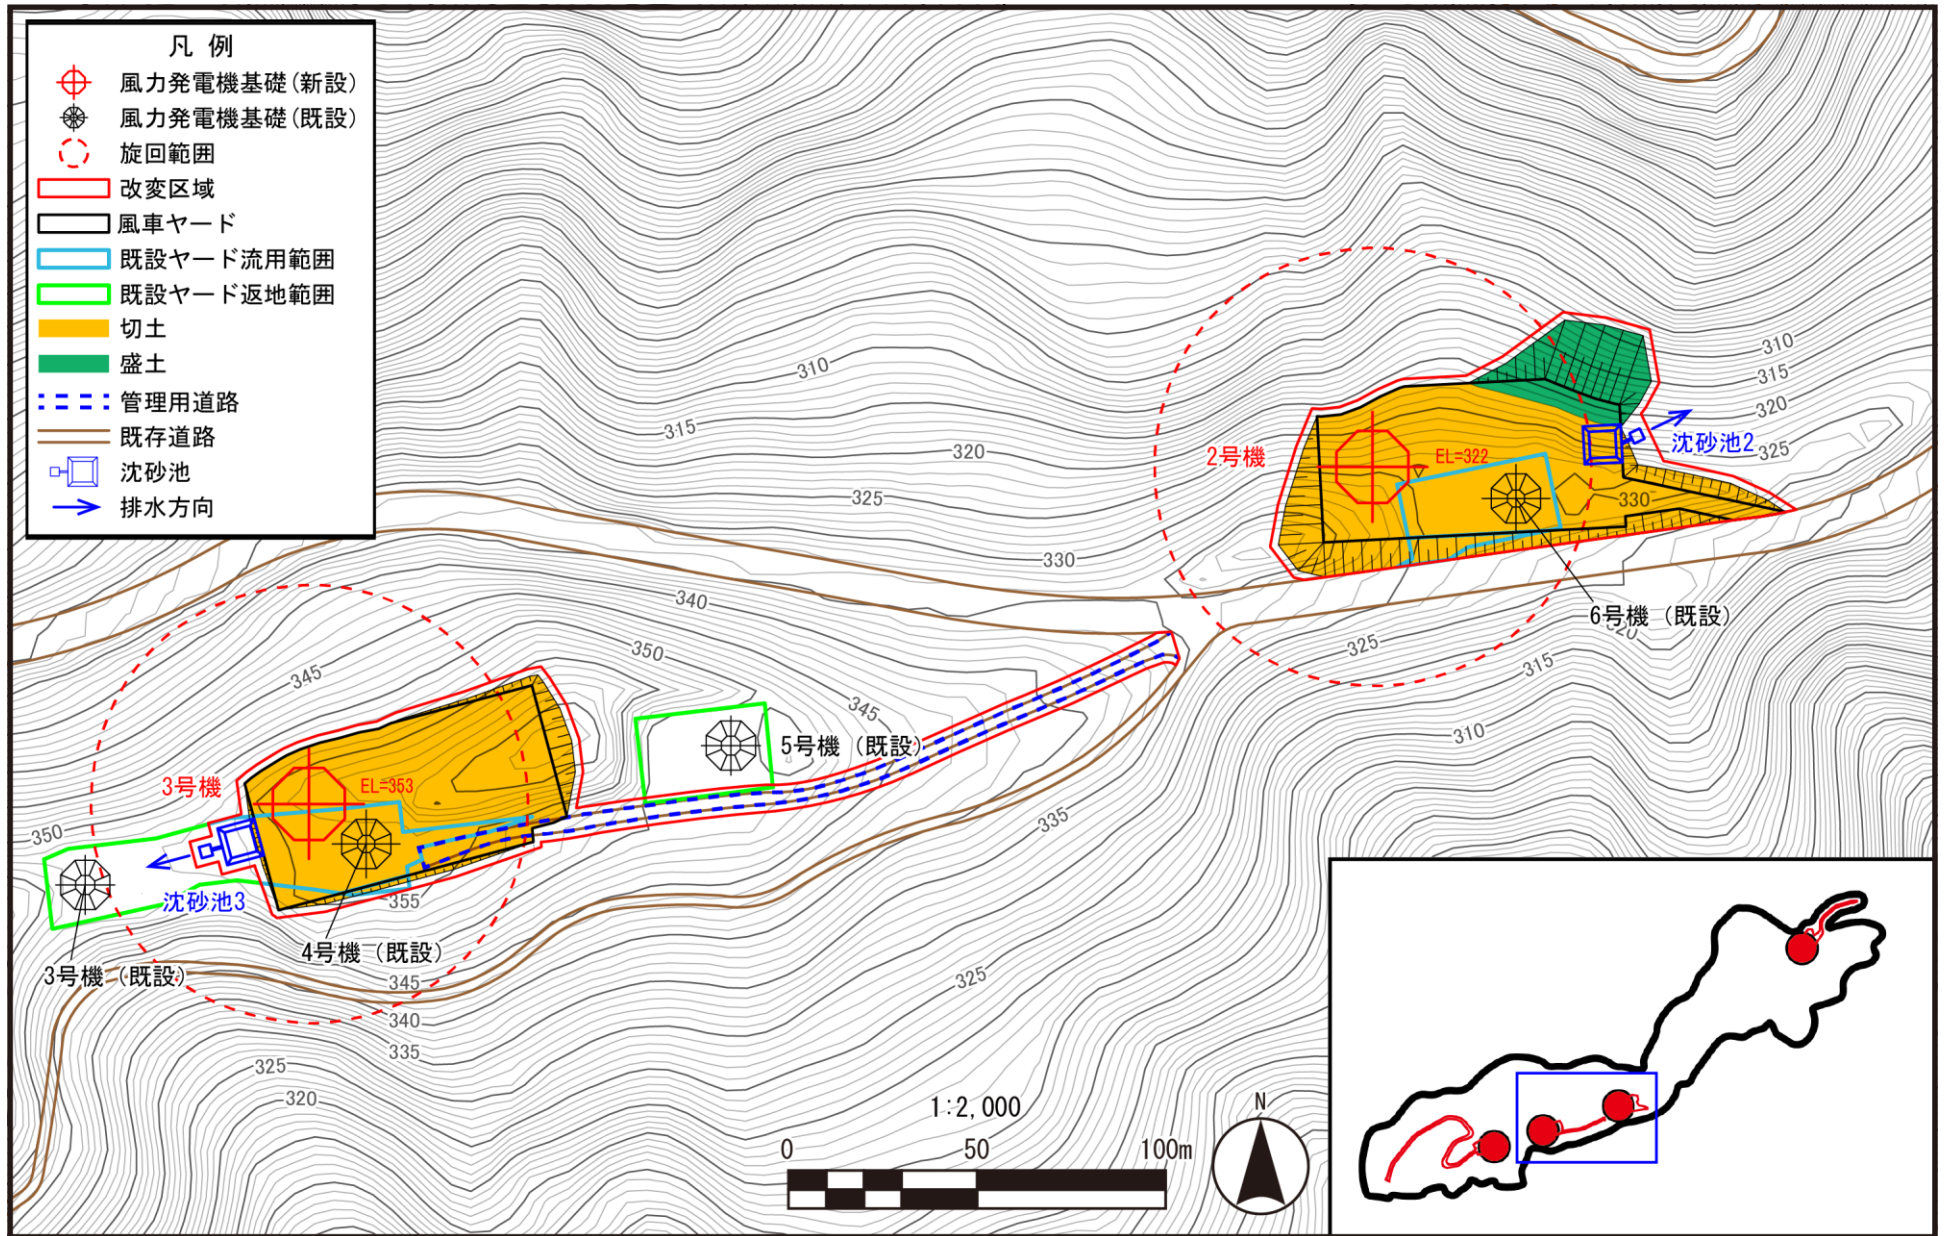 凡 例
風力発電機基礎(新設)
風力発電機基礎(既設)
旋回範囲
改変区域
風車ヤード
既設ヤード流用範囲
既設ヤード返地範囲
切土
盛土
管理用道路
既存道路
沈砂池
排水方向
310
315
320
325
330
340
345
350
345
350
355
345
340
335
325
320
335
325
310
315
320
325
310
315
320
325
330
2号機
EL=322
沈砂池2
6号機 (既設)
3号機
EL=353
5号機 (既設)
沈砂池3
4号機 (既設)
3号機 (既設)
1:2,000
0 50 100m
N